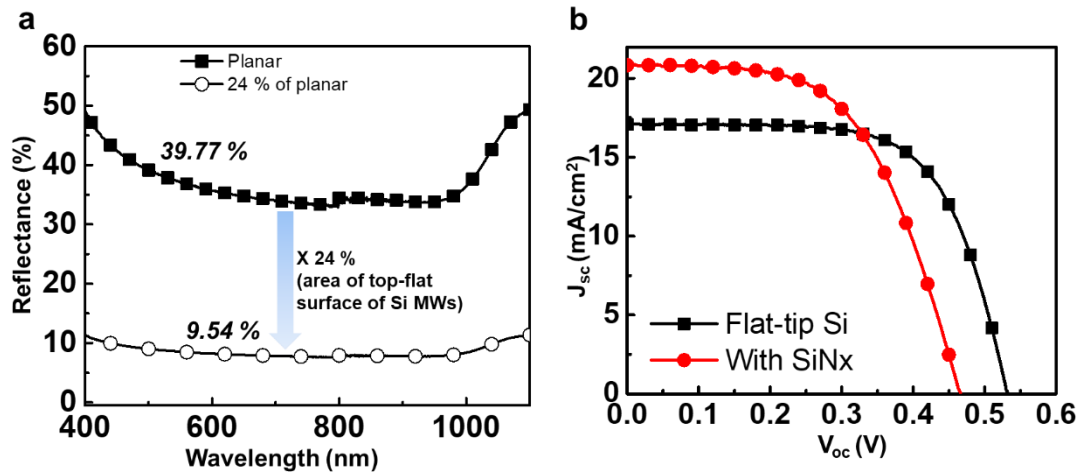 a
60
50
40
30
20
10
0
Reflectance (%)
Planar
24 % of planar
39.77 %
X 24 %
(area of top-flat
surface of Si MWs)
9.54 %
400
600
800
1000
Wavelength (nm)
b
20
15
10
5
0
Jsc (mA/cm²)
Flat-tip Si
With SiNx
0.0
0.1
0.2
0.3
0.4
0.5
0.6
Voc (V)